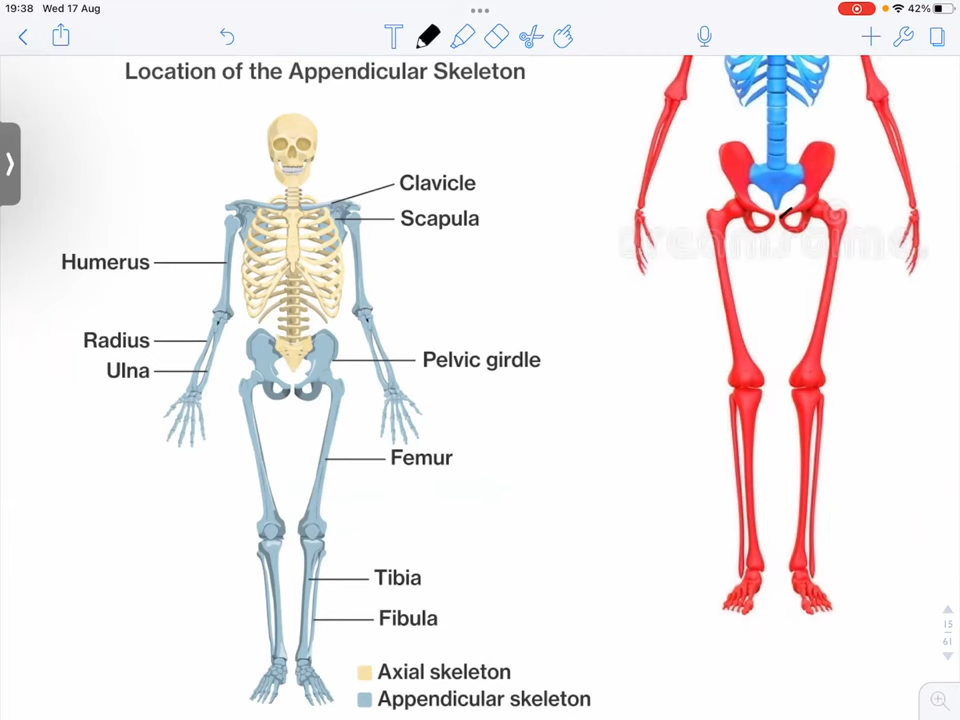 19:38 Wed 17 Aug
42%
T
Location of the Appendicular Skeleton
Clavicle
Scapula
Humerus
Radius
Ulna
Pelvic girdle
Femur
Tibia
Fibula
Axial skeleton
Appendicular skeleton
15
61